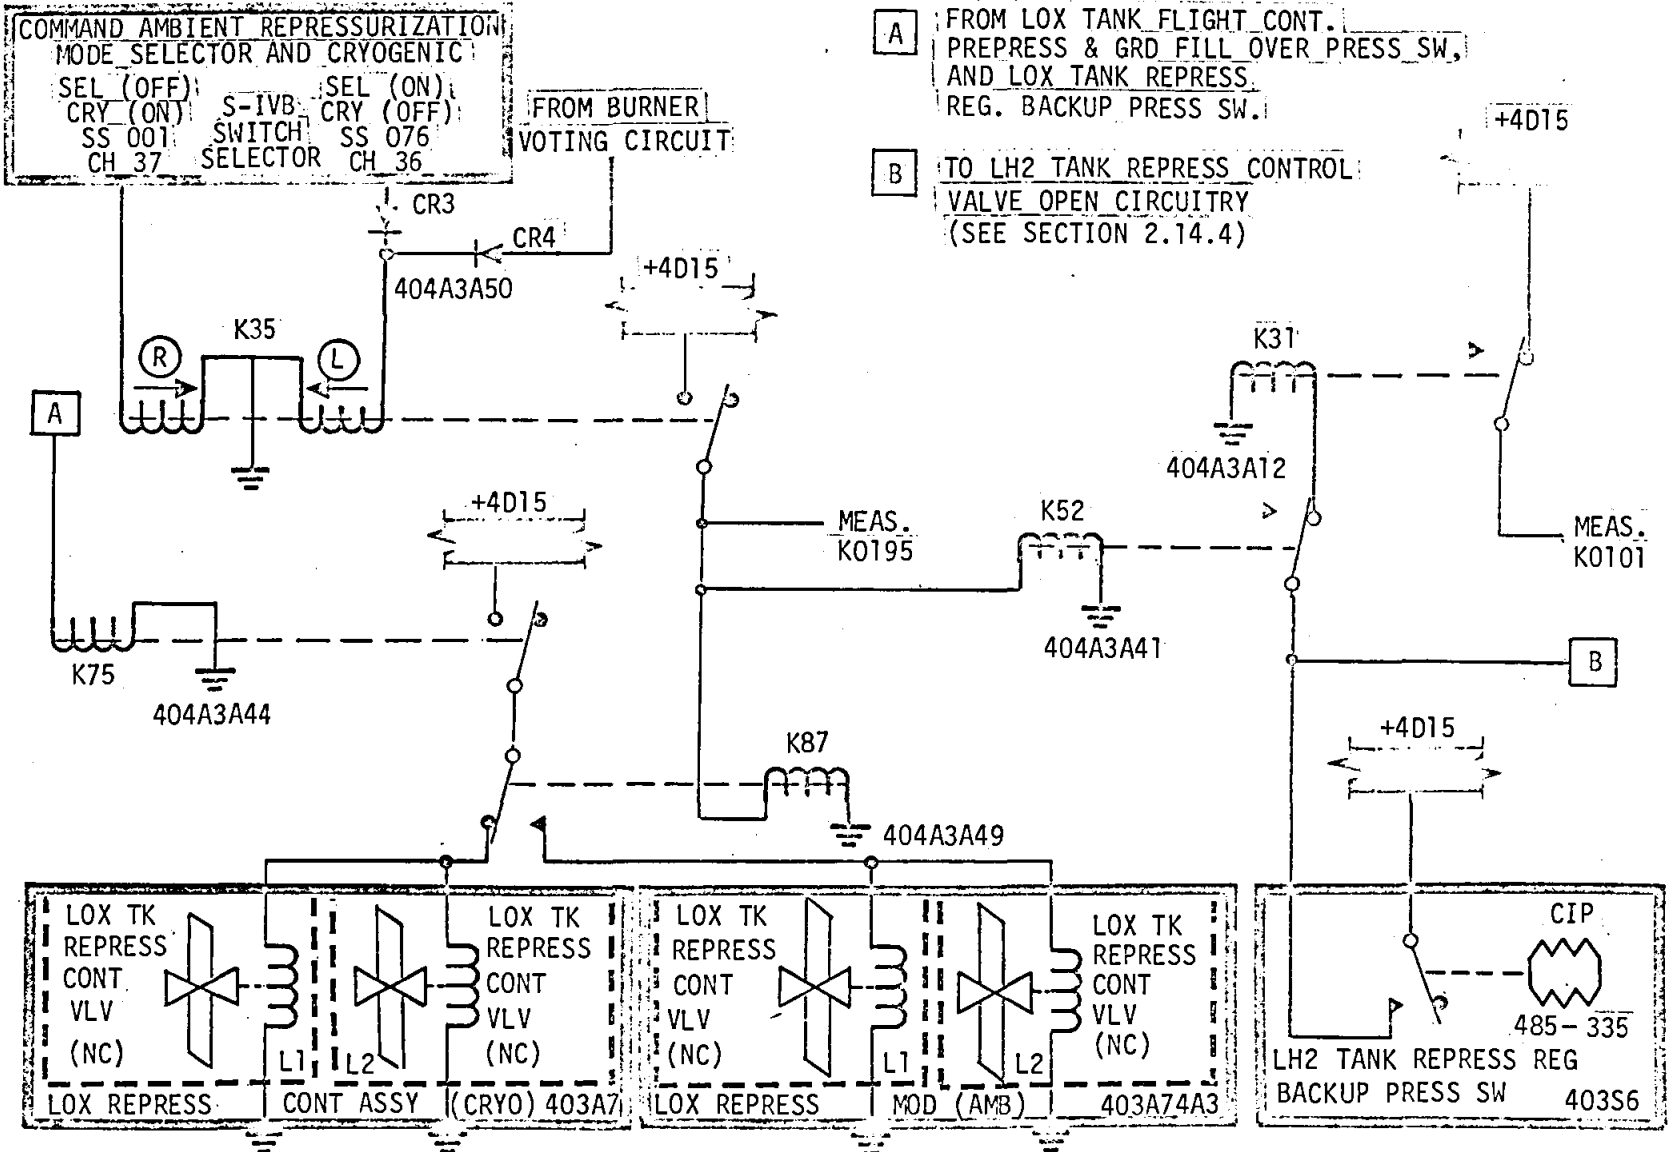 COMMAND AMBIENT REPRESSURIZATION
MODE SELECTOR AND CRYOGENIC
SEL (OFF)
CRY (ON)
SS 001
CH 37
S-IVB
SWITCH
SELECTOR
SEL (ON)
CRY (OFF)
SS 076
CH 36
FROM BURNER
VOTING CIRCUIT
A
FROM LOX TANK FLIGHT CONT.
PREPRESS & GRD FILL OVER PRESS SW,
AND LOX TANK REPRESS
REG. BACKUP PRESS SW.
B
TO LH2 TANK REPRESS CONTROL
VALVE OPEN CIRCUITRY
(SEE SECTION 2.14.4)
+4D15
CR3
CR4
404A3A50
+4D15
K35
R
L
K31
404A3A12
A
+4D15
MEAS.
K0195
K52
404A3A41
MEAS.
K0101
K75
404A3A44
B
K87
404A3A49
+4D15
LOX TK
REPRESS
CONT
VLV
(NC)
L1
L2
LOX TK
REPRESS
CONT
VLV
(NC)
LOX REPRESS CONT ASSY (CRYO) 403A7
LOX TK
REPRESS
CONT
VLV
(NC)
L1
L2
LOX TK
REPRESS
CONT
VLV
(NC)
LOX REPRESS MOD (AMB) 403A74A3
CIP
485-335
LH2 TANK REPRESS REG
BACKUP PRESS SW 403S6